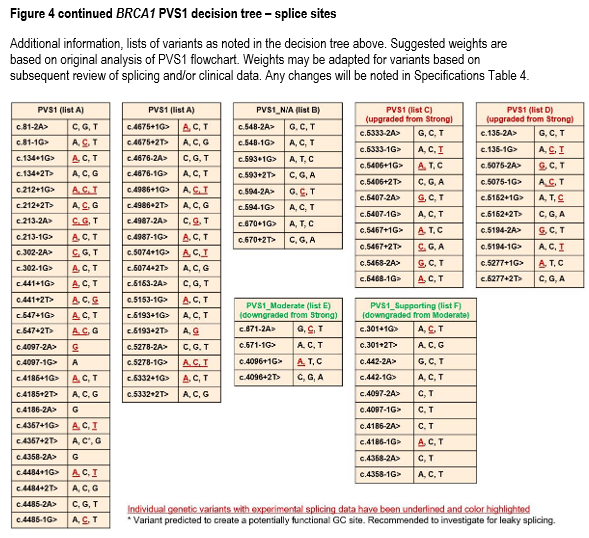 Figure 4 continued BRCA1 PVS1 decision tree – splice sites
Additional information, lists of variants as noted in the decision tree above. Suggested weights are
based on original analysis of PVS1 flowchart. Weights may be adapted for variants based on
subsequent review of splicing and/or clinical data. Any changes will be noted in Specifications Table 4.
PVS1 (list A)
c.81-2A> C, G, T
c.81-1G> A, C, T
c.134+1G> A, C, T
c.134+2T> A, C, G
c.212+1G> A, C, T
c.212+2T> A, C, G
c.213-2A> C, G, T
c.213-1G> A, C, T
c.302-2A> C, G, T
c.302-1G> A, C, T
c.441+1G> A, C, T
c.441+2T> A, C, G
c.547+1G> A, C, T
c.547+2T> A, C, G
c.4097-2A> G
c.4097-1G> A
c.4185+1G> A, C, T
c.4185+2T> A, C, G
c.4186-2A> G
c.4357+1G> A, C, T
c.4357+2T> A, C*, G
c.4358-2A> G
c.4484+1G> A, C, T
c.4484+2T> A, C, G
c.4485-2A> C, G, T
c.4485-1G> A, C, T
PVS1 (list A)
c.4675+1G> A, C, T
c.4675+2T> A, C, G
c.4676-2A> C, G, T
c.4676-1G> A, C, T
c.4986+1G> A, C, T
c.4986+2T> A, C, G
c.4987-2A> C, G, T
c.4987-1G> A, C, T
c.5074+1G> A, C, T
c.5074+2T> A, C, G
c.5153-2A> C, G, T
c.5153-1G> A, C, T
c.5193+1G> A, C, T
c.5193+2T> A, G
c.5278-2A> C, G, T
c.5278-1G> A, C, T
c.5332+1G> A, C, T
c.5332+2T> A, C, G
PVS1_N/A (list B)
c.548-2A> G, C, T
c.548-1G> A, C, T
c.593+1G> A, T, C
c.593+2T> C, G, A
c.594-2A> G, C, T
c.594-1G> A, C, T
c.670+1G> A, T, C
c.670+2T> C, G, A
PVS1 (list C)
(upgraded from Strong)
c.5333-2A> G, C, T
c.5333-1G> A, C, T
c.5406+1G> A, T, C
c.5406+2T> C, G, A
c.5407-2A> G, C, T
c.5407-1G> A, C, T
c.5467+1G> A, T, C
c.5467+2T> C, G, A
c.5468-2A> G, C, T
c.5468-1G> A, C, T
PVS1 (list D)
(upgraded from Strong)
c.135-2A> G, C, T
c.135-1G> A, C, T
c.5075-2A> G, C, T
c.5075-1G> A, C, T
c.5152+1G> A, T, C
c.5152+2T> C, G, A
c.5194-2A> G, C, T
c.5194-1G> A, C, T
c.5277+1G> A, T, C
c.5277+2T> C, G, A
PVS1_Moderate (list E)
(downgraded from Strong)
c.671-2A> G, C, T
c.671-1G> A, C, T
c.4096+1G> A, T, C
c.4096+2T> C, G, A
PVS1_Supporting (list F)
(downgraded from Moderate)
c.301+1G> A, C, T
c.301+2T> A, C, G
c.442-2A> G, C, T
c.442-1G> A, C, T
c.4097-2A> C, T
c.4097-1G> C, T
c.4186-2A> C, T
c.4186-1G> A, C, T
c.4358-2A> C, T
c.4358-1G> A, C, T
Individual genetic variants with experimental splicing data have been underlined and color highlighted
* Variant predicted to create a potentially functional GC site. Recommended to investigate for leaky splicing.